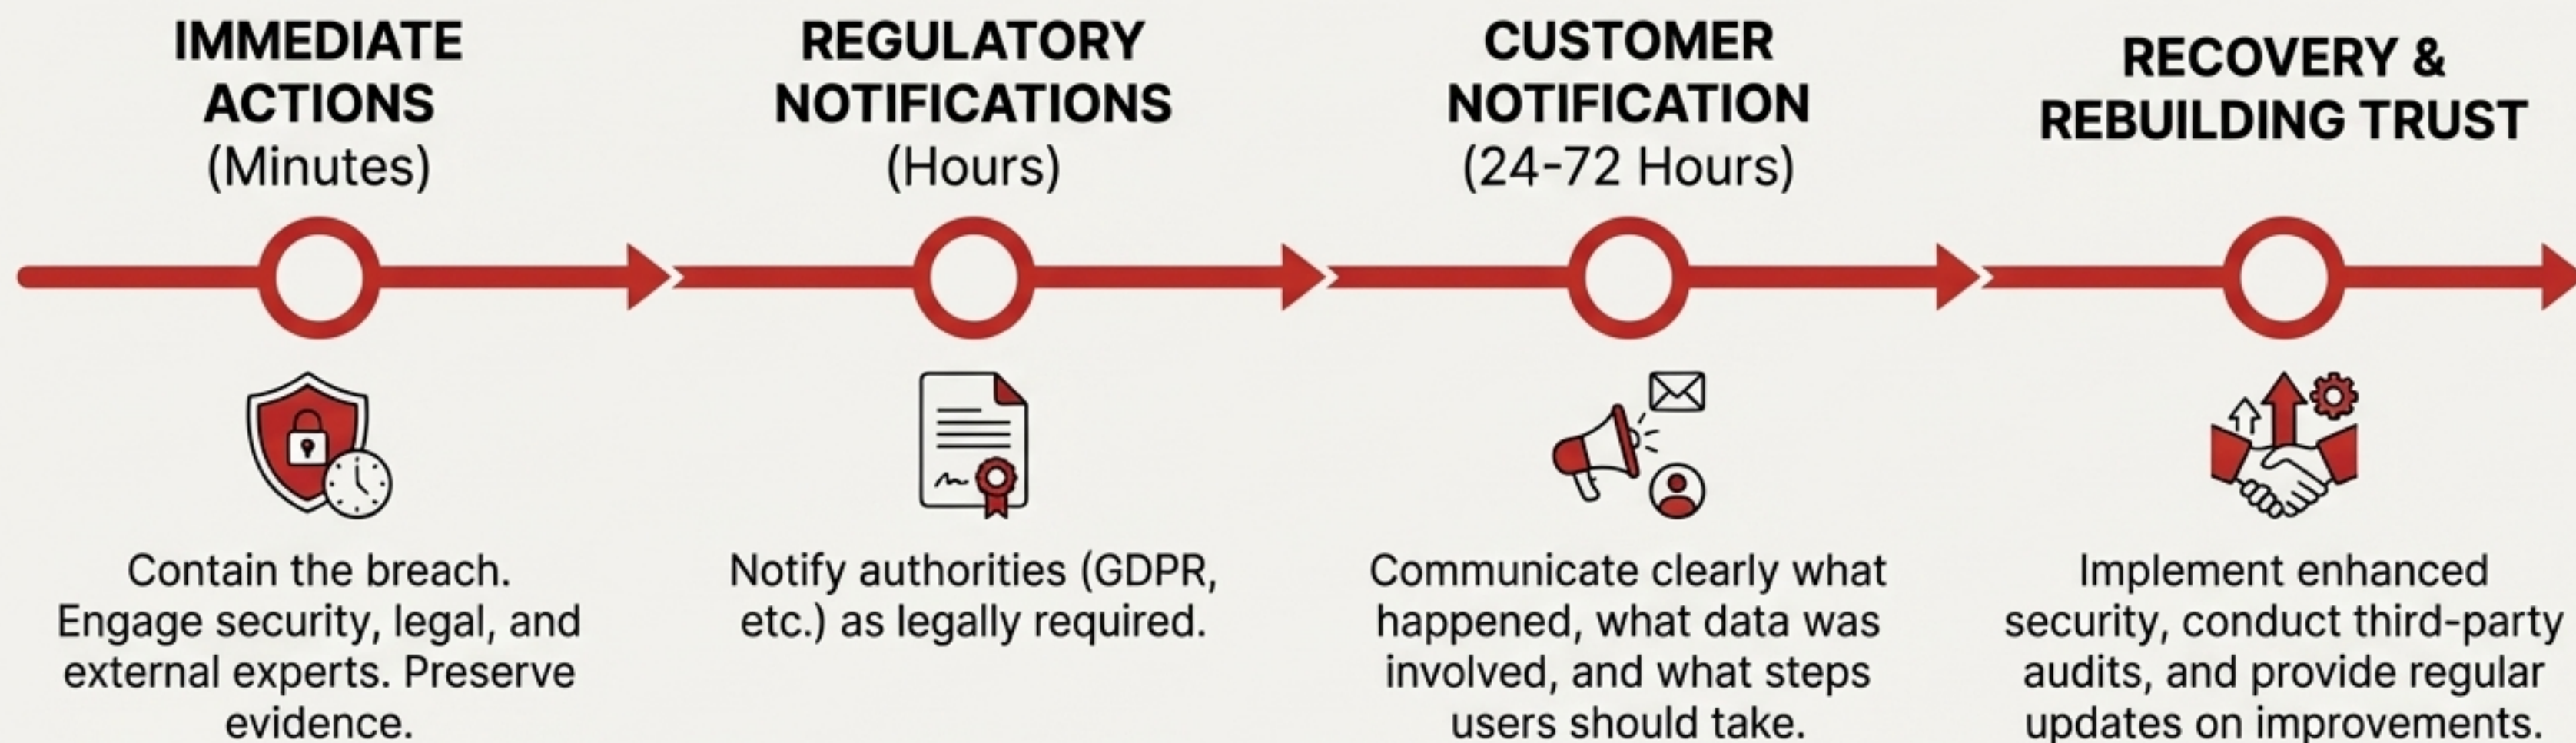 IMMEDIATE
ACTIONS
(Minutes)
Contain the breach.
Engage security, legal, and
external experts. Preserve
evidence.
REGULATORY
NOTIFICATIONS
(Hours)
Notify authorities (GDPR,
etc.) as legally required.
CUSTOMER
NOTIFICATION
(24-72 Hours)
Communicate clearly what
happened, what data was
involved, and what steps
users should take.
RECOVERY &
REBUILDING TRUST
Implement enhanced
security, conduct third-party
audits, and provide regular
updates on improvements.